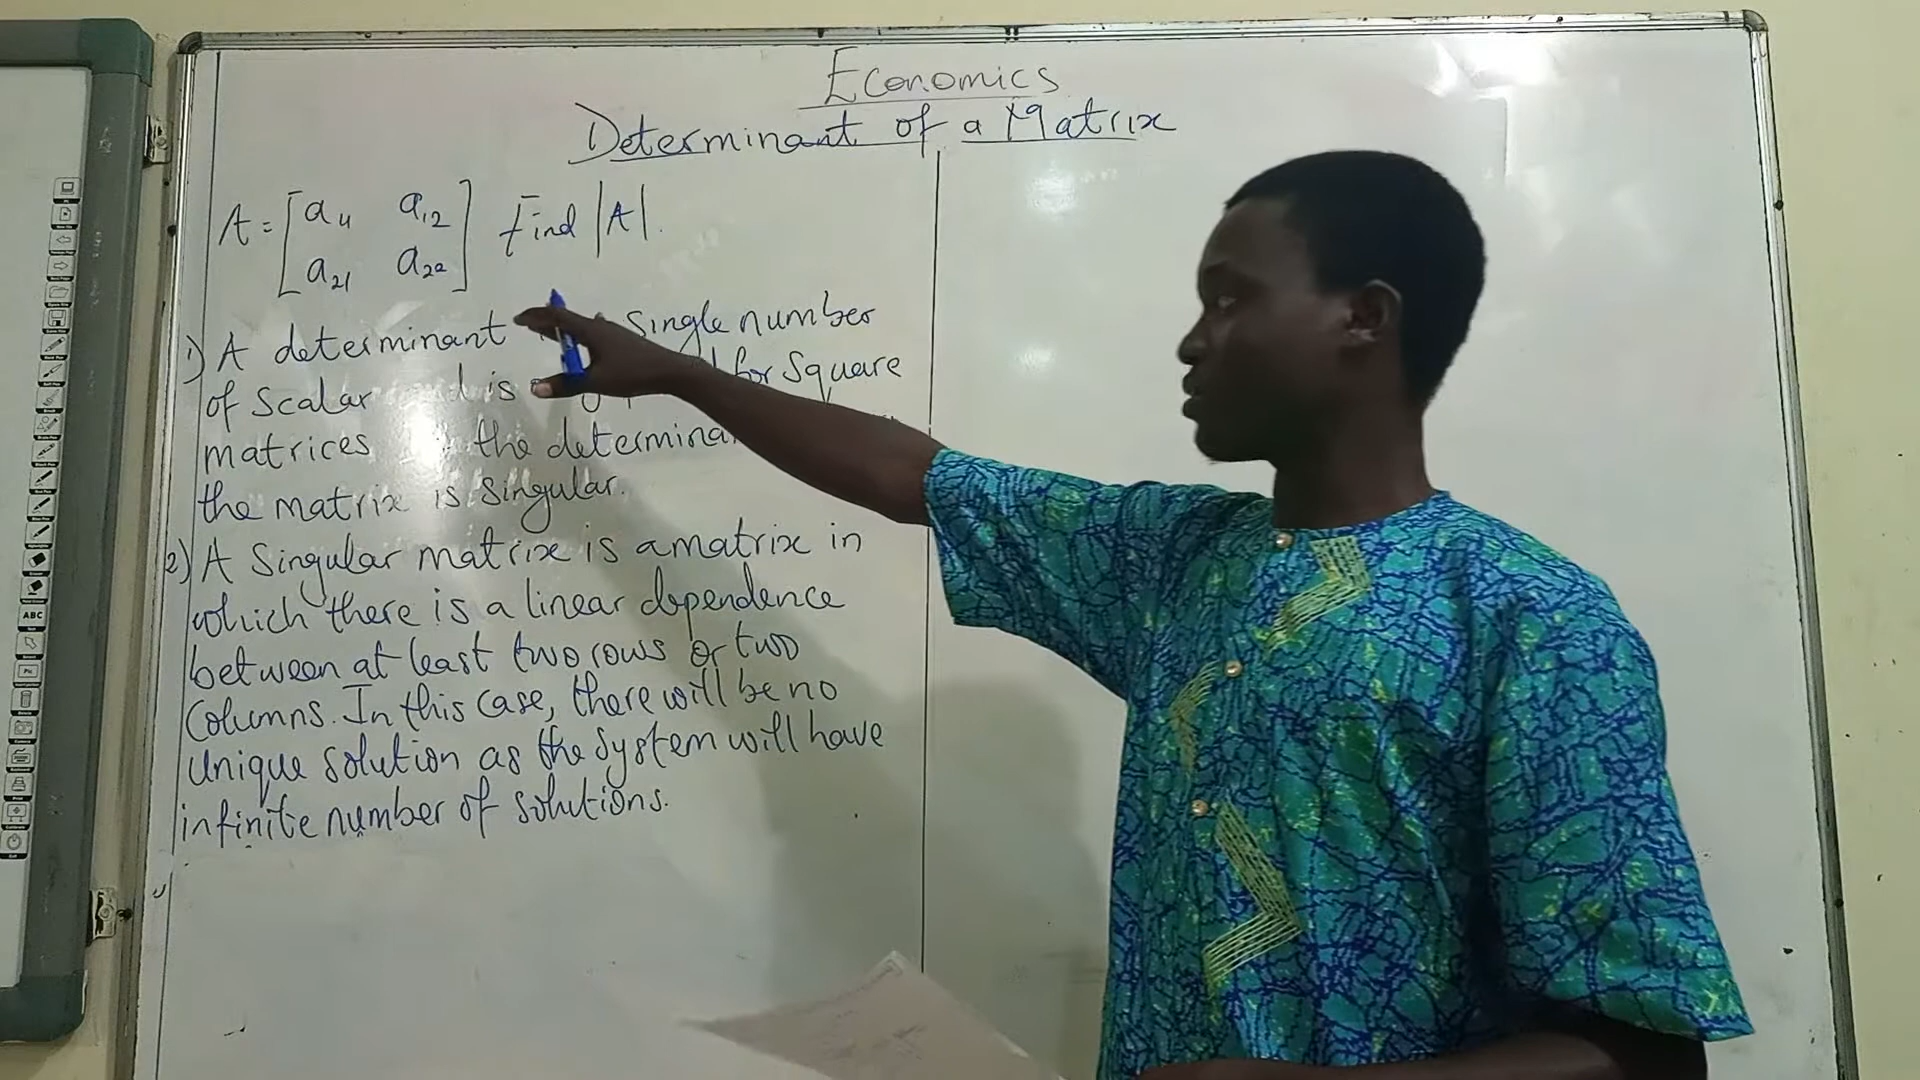 Economics
Determinant of a Matrix
A = [a11 a12
a21 a22] Find |A|.
1) A determinant single number
of Scalar is for Square
matrices the
the matrix is Singular.
2) A Singular matrix is a matrix in
which there is a linear dependence
between at least two rows or two
Columns. In this case, there will be no
Unique Solution as the System will have
infinite number of solutions.
ABC